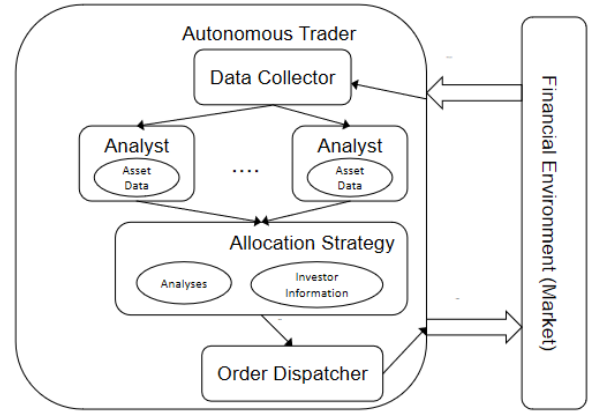 Autonomous Trader
Data Collector
Analyst
Asset
Data
....
Analyst
Asset
Data
Allocation Strategy
Analyses
Investor
Information
Order Dispatcher
Financial Environment (Market)